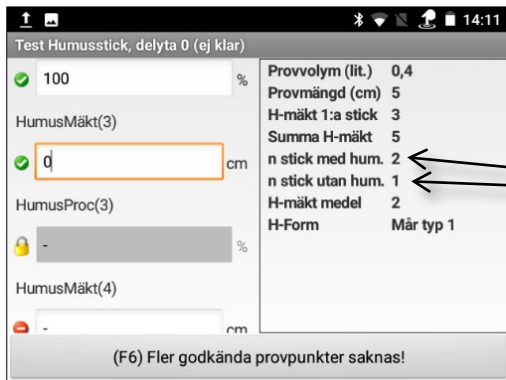 14:11
Test Humusstick, delyta 0 (ej klar)
100 %
HumusMäkt(3)
0 cm
HumusProc(3)
- %
HumusMäkt(4)
- cm
Provvolym (lit.) 0,4
Provmängd (cm) 5
H-mäkt 1:a stick 3
Summa H-mäkt 5
n stick med hum. 2
n stick utan hum. 1
H-mäkt medel 2
H-Form Mår typ 1
(F6) Fler godkända provpunkter saknas!